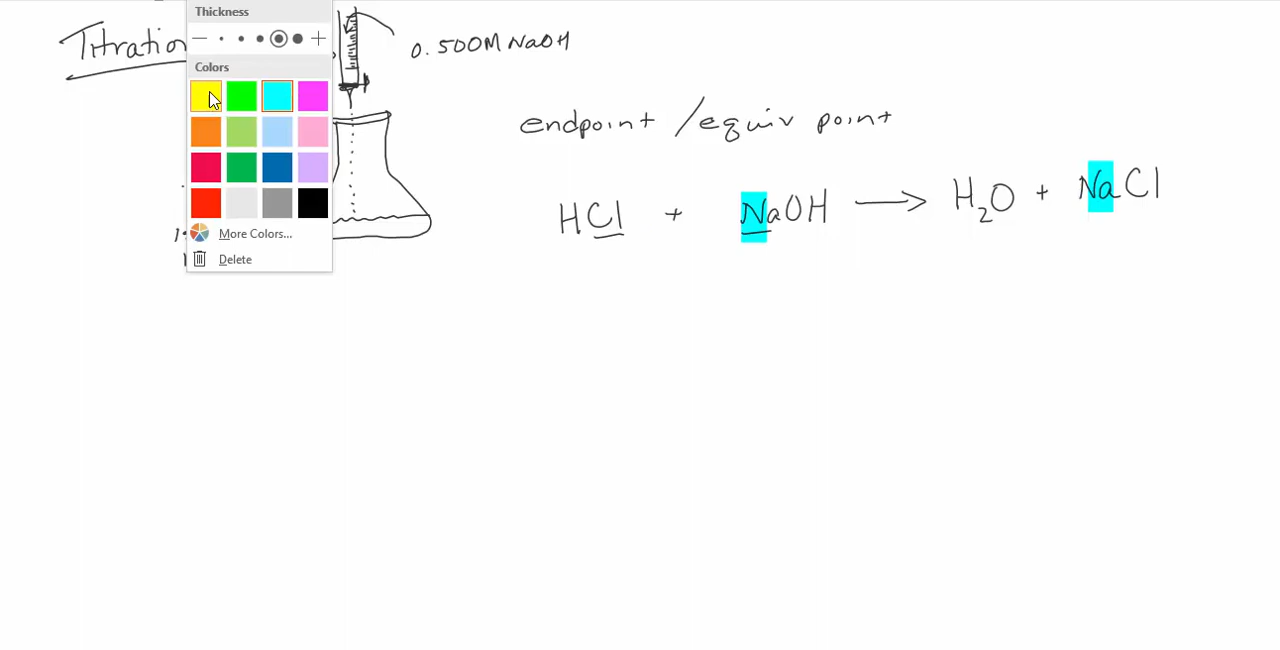 Thickness
Titration
0.500M NaOH
Colors
endpoint / equiv point
HCl + NaOH → H₂O + NaCl
More Colors...
Delete